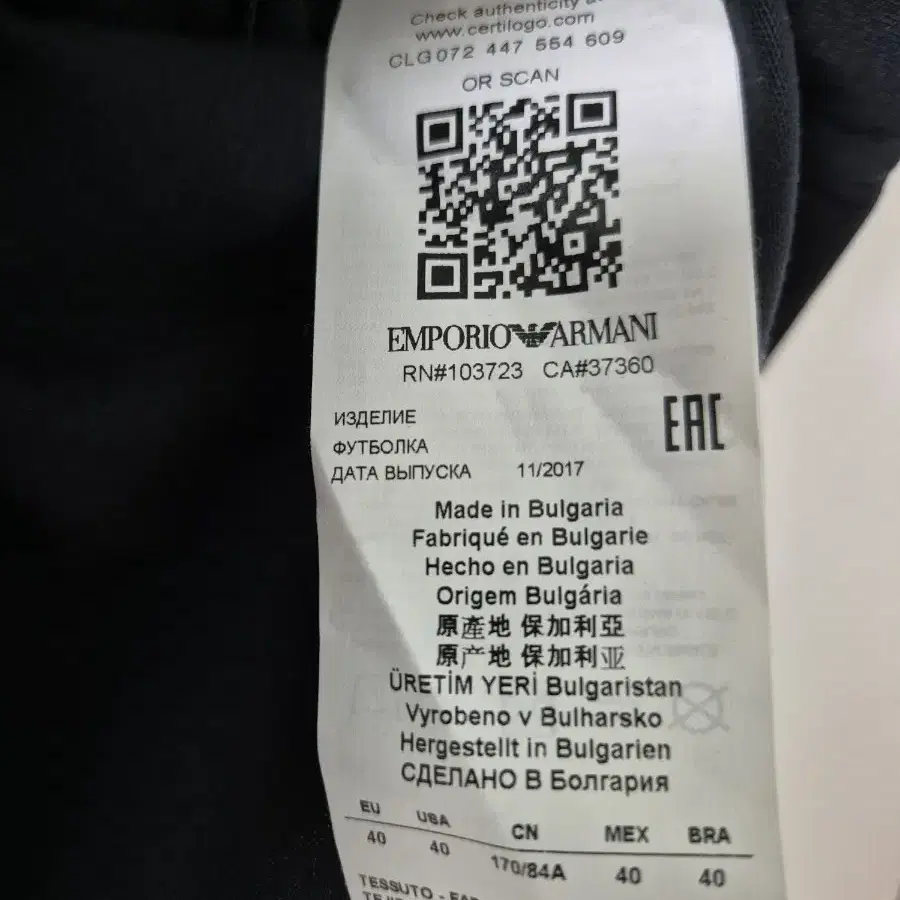 Check authenticity
www.certilogo.com
CLG 072 447 554 609
OR SCAN
EMPORIO ARMANI
RN#103723 CA#37360
ИЗДЕЛИЕ
ФУТБОЛКА
ДАТА ВЫПУСКА 11/2017
EAC
Made in Bulgaria
Fabriqué en Bulgarie
Hecho en Bulgaria
Origem Bulgária
原產地 保加利亞
原产地 保加利亚
ÜRETİM YERİ Bulgaristan
Vyrobeno v Bulharsko
Hergestellt in Bulgarien
СДЕЛАНО В Болгария
EU USA CN MEX BRA
40 40 170/84A 40 40
TESSUTO -